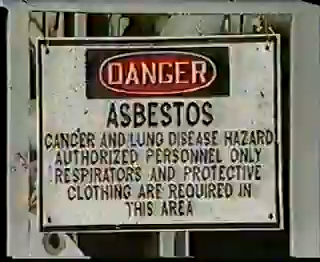 DANGER
ASBESTOS
CANCER AND LUNG DISEASE HAZARD
AUTHORIZED PERSONNEL ONLY
RESPIRATORS AND PROTECTIVE
CLOTHING ARE REQUIRED IN
THIS AREA